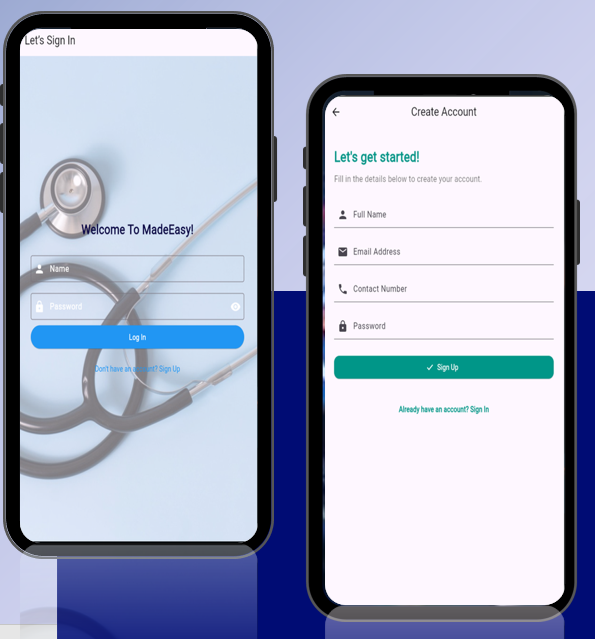 Let's Sign In
Welcome To MadeEasy!
Name
Password
Log In
Don't have an account? Sign Up
Create Account
Let's get started!
Fill in the details below to create your account.
Full Name
Email Address
Contact Number
Password
Sign Up
Already have an account? Sign In